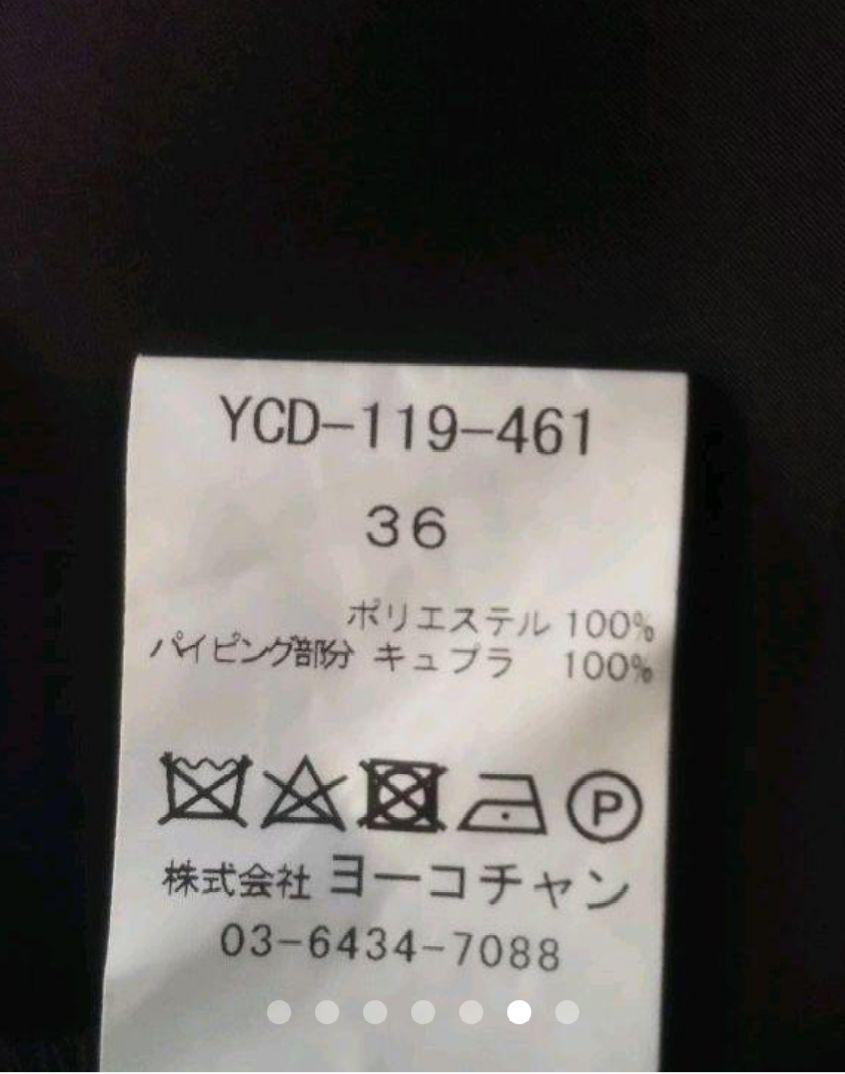 YCD-119-461
36
ポリエステル 100%
パイピング部分 キュプラ 100%
P
株式会社 ヨーコチャン
03-6434-7088